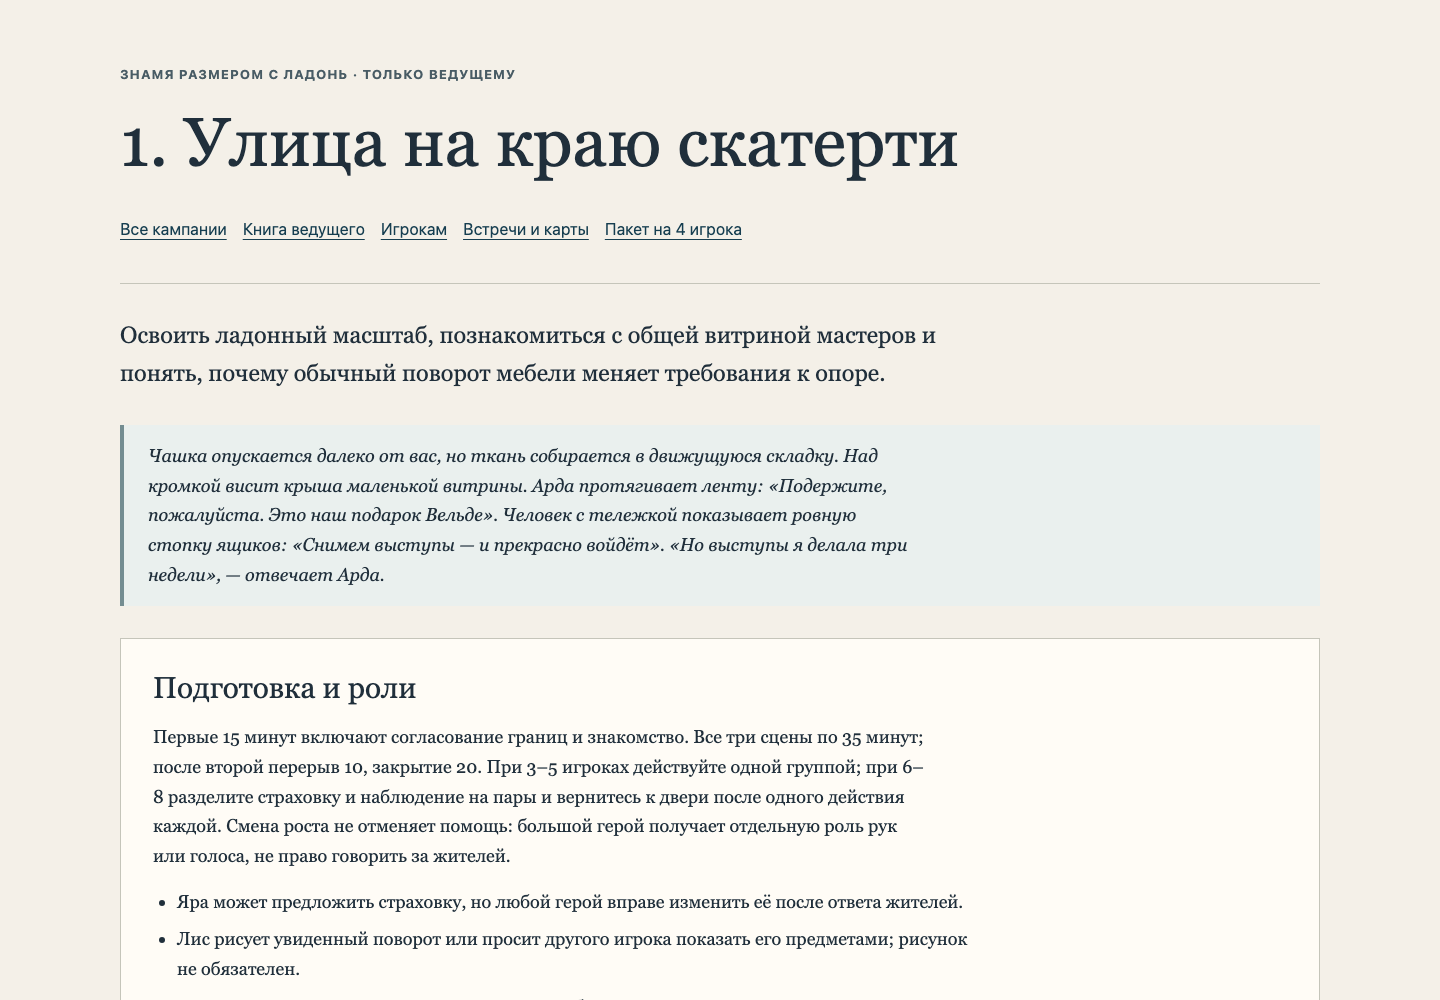 ЗНАМЯ РАЗМЕРОМ С ЛАДОНЬ · ТОЛЬКО ВЕДУЩЕМУ
1. Улица на краю скатерти
Все кампании Книга ведущего Игрокам Встречи и карты Пакет на 4 игрока
Освоить ладонный масштаб, познакомиться с общей витриной мастеров и
понять, почему обычный поворот мебели меняет требования к опоре.
Чашка опускается далеко от вас, но ткань собирается в движущуюся складку. Над
кромкой висит крыша маленькой витрины. Арда протягивает ленту: «Подержите,
пожалуйста. Это наш подарок Вельде». Человек с тележкой показывает ровную
стопку ящиков: «Снимем выступы — и прекрасно войдёт». «Но выступы я делала три
недели», — отвечает Арда.
Подготовка и роли
Первые 15 минут включают согласование границ и знакомство. Все три сцены по 35 минут;
после второй перерыв 10, закрытие 20. При 3–5 игроках действуйте одной группой; при 6–
8 разделите страховку и наблюдение на пары и вернитесь к двери после одного действия
каждой. Смена роста не отменяет помощь: большой герой получает отдельную роль рук
или голоса, не право говорить за жителей.
• Яра может предложить страховку, но любой герой вправе изменить её после ответа жителей.
• Лис рисует увиденный поворот или просит другого игрока показать его предметами; рисунок
не обязателен.